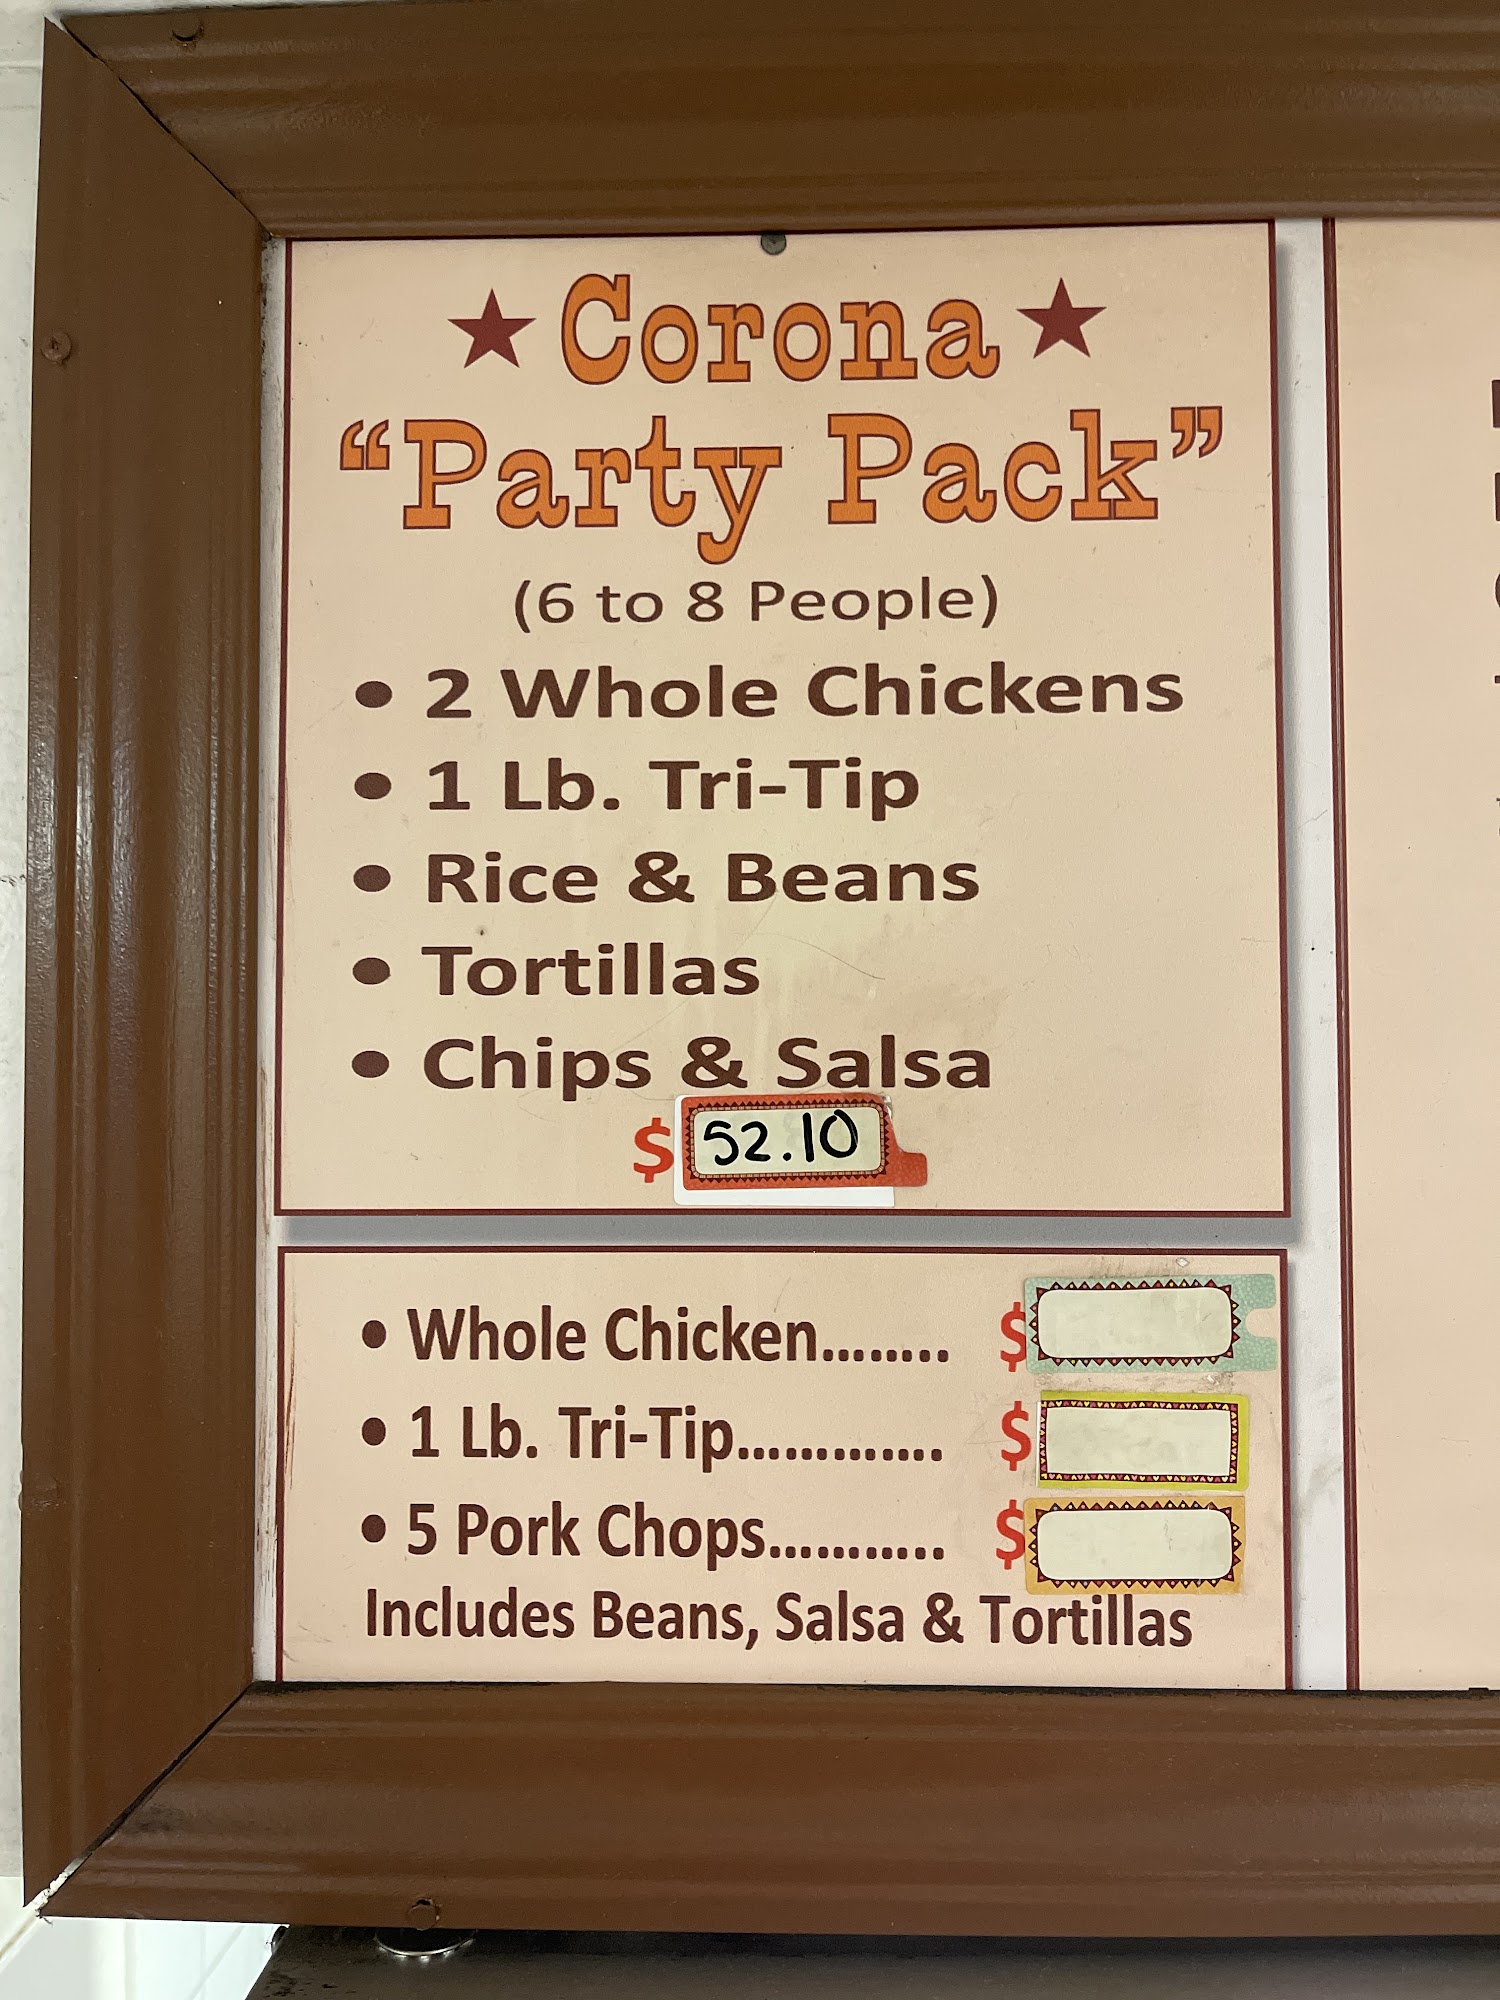 Corona
“Party Pack”
(6 to 8 People)
• 2 Whole Chickens
• 1 Lb. Tri-Tip
• Rice & Beans
• Tortillas
• Chips & Salsa
$ 52.10
• Whole Chicken........ $
• 1 Lb. Tri-Tip............. $
• 5 Pork Chops........... $
Includes Beans, Salsa & Tortillas